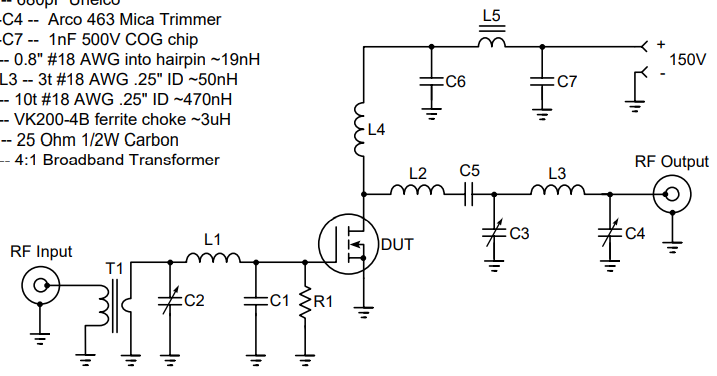 -- 680pF Unelco
-C4 -- Arco 463 Mica Trimmer
-C7 -- 1nF 500V COG chip
-- 0.8" #18 AWG into hairpin ~19nH
L3 -- 3t #18 AWG .25" ID ~50nH
-- 10t #18 AWG .25" ID ~470nH
-- VK200-4B ferrite choke ~3uH
-- 25 Ohm 1/2W Carbon
-- 4:1 Broadband Transformer
L5
+
150V
-
C6
C7
L4
RF Output
L2
C5
L3
C3
C4
L1
DUT
RF Input
T1
C2
C1
R1